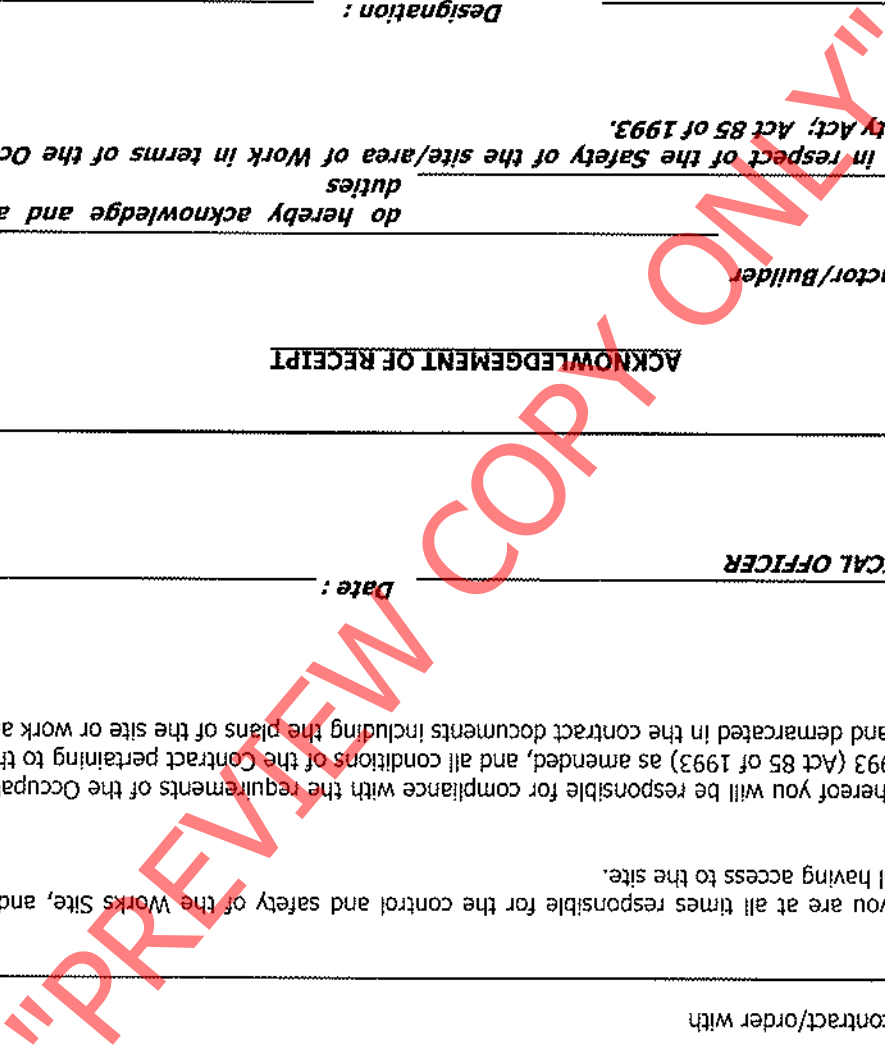 contract/order with
you are at all times responsible for the control and safety of the Works Site, and
l having access to the site.
hereof you will be responsible for compliance with the requirements of the Occupa
993 (Act 85 of 1993) as amended, and all conditions of the Contract pertaining to th
and demarcated in the contract documents including the plans of the site or work a
CAL OFFICER Date :
ACKNOWLEDGEMENT OF RECEIPT
ctor/Builder
do hereby acknowledge and a
duties
in respect of the Safety of the site/area of Work in terms of the Oc
ty Act; Act 85 of 1993.
Designation :
"PREVIEW COPY ONLY"